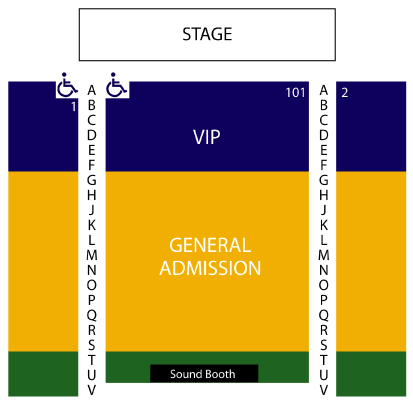 STAGE
1
101
2
A
B
C
D
E
F
G
H
J
K
L
M
N
O
P
Q
R
S
T
U
V
VIP
GENERAL
ADMISSION
Sound Booth
A
B
C
D
E
F
G
H
J
K
L
M
N
O
P
Q
R
S
T
U
V